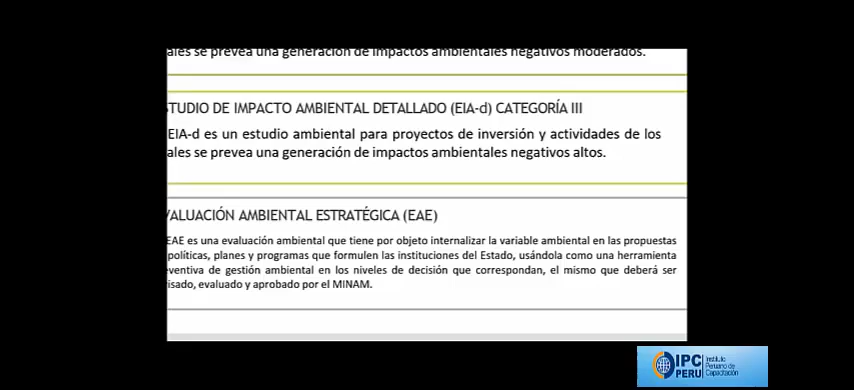 ales se prevea una generación de impactos ambientales negativos moderados.
STUDIO DE IMPACTO AMBIENTAL DETALLADO (EIA-d) CATEGORÍA III
EIA-d es un estudio ambiental para proyectos de inversión y actividades de los
ales se prevea una generación de impactos ambientales negativos altos.
VALUACIÓN AMBIENTAL ESTRATÉGICA (EAE)
EAE es una evaluación ambiental que tiene por objeto internalizar la variable ambiental en las propuestas
políticas, planes y programas que formulen las instituciones del Estado, usándola como una herramienta
eventiva de gestión ambiental en los niveles de decisión que correspondan, el mismo que deberá ser
isado, evaluado y aprobado por el MINAM.
IPC PERU
Instituto
Peruano de
Capacitación